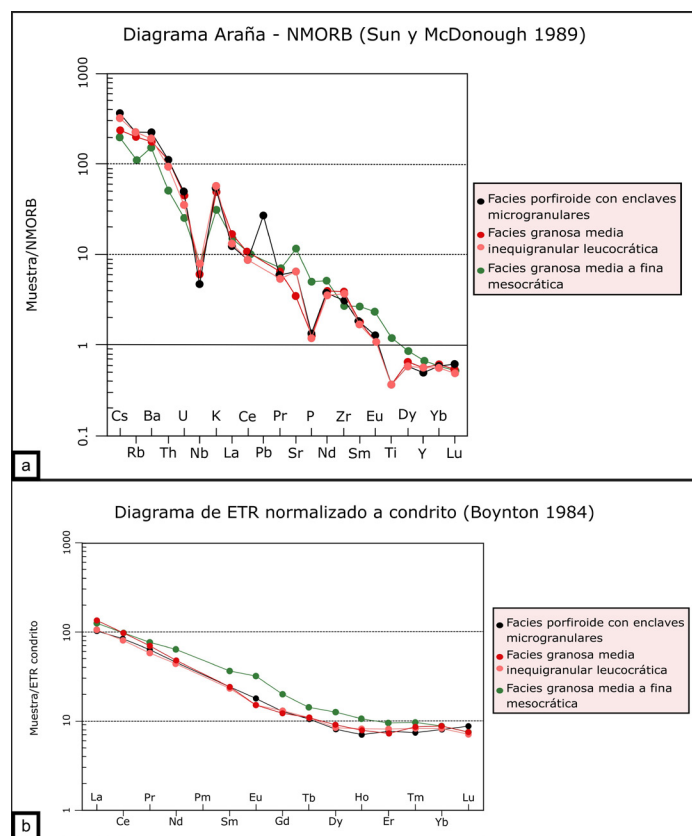 Diagrama Araña - NMORB (Sun y McDonough 1989)
Muestra/NMORB
1000
100
10
1
0.1
Cs Ba U K Ce Pr P Zr Eu Dy Yb
Rb Th Nb La Pb Sr Nd Sm Ti Y Lu
Facies porfiroide con enclaves
microgranulares
Facies granosa media
inequigranular leucocrática
Facies granosa media a fina
mesocrática
a
Diagrama de ETR normalizado a condrito (Boynton 1984)
Muestra/ETR condrito
1000
100
10
1
La Pr Pm Eu Tb Ho Tm Lu
Ce Nd Sm Gd Dy Er Yb
Facies porfiroide con enclaves
microgranulares
Facies granosa media
inequigranular leucocrática
Facies granosa media a fina
mesocrática
b